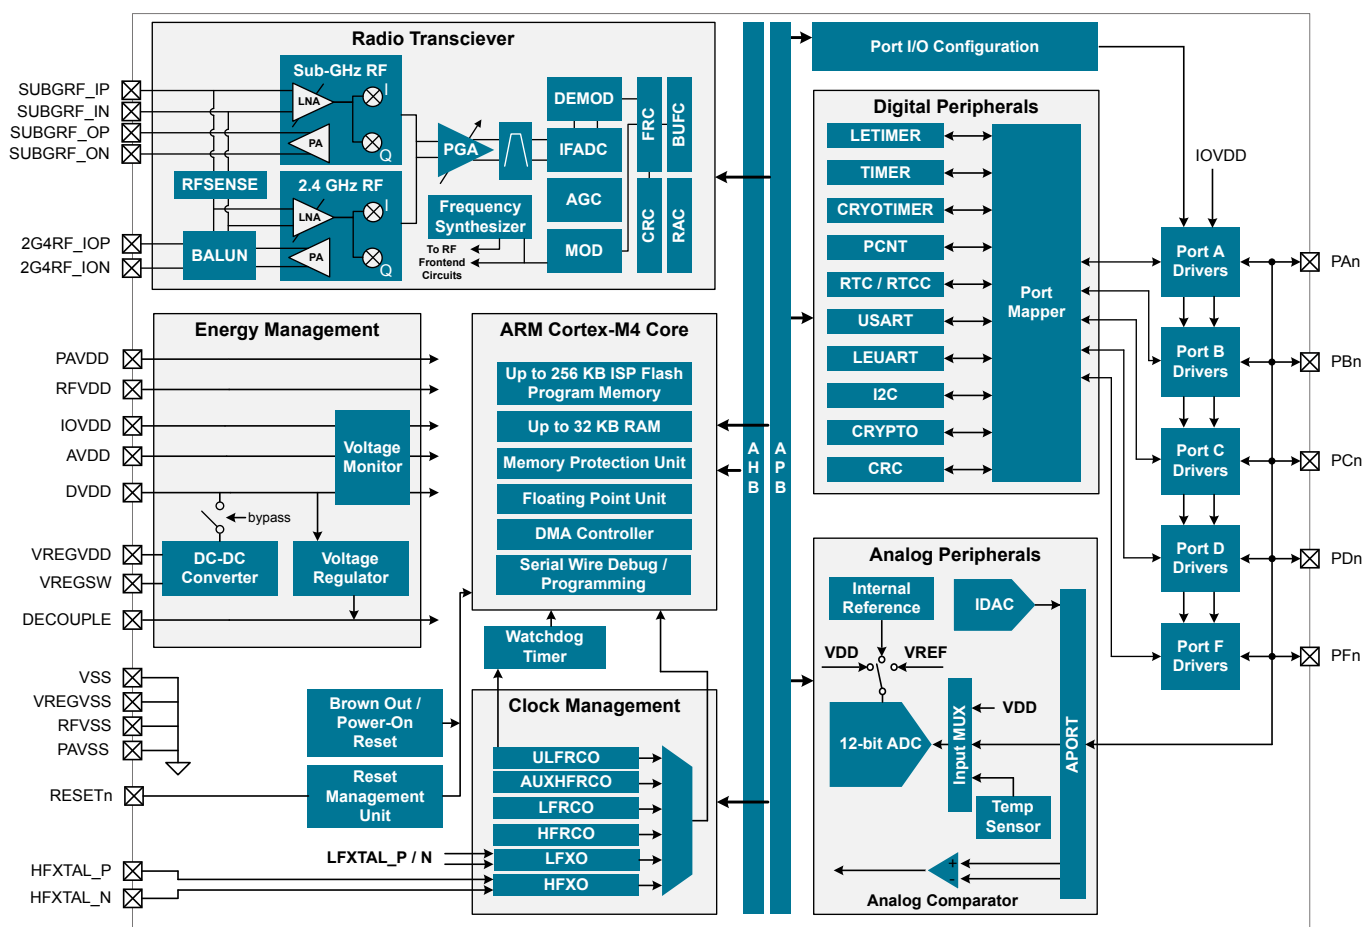 Radio Transciever
SUBGRF_IP
SUBGRF_IN
SUBGRF_OP
SUBGRF_ON
2G4RF_IOP
2G4RF_ION
Sub-GHz RF
LNA
I
PA
Q
RFSENSE
2.4 GHz RF
LNA
I
PA
Q
BALUN
PGA
Frequency
Synthesizer
To RF
Frontend
Circuits
DEMOD
IFADC
AGC
MOD
FRC
BUFC
CRC
RAC
Energy Management
PAVDD
RFVDD
IOVDD
AVDD
DVDD
VREGVDD
VREGSW
DECOUPLE
Voltage
Monitor
bypass
DC-DC
Converter
Voltage
Regulator
VSS
VREGVSS
RFVSS
PAVSS
RESETn
HFXTAL_P
HFXTAL_N
Brown Out /
Power-On
Reset
Reset
Management
Unit
LFXTAL_P / N
ARM Cortex-M4 Core
Up to 256 KB ISP Flash
Program Memory
Up to 32 KB RAM
Memory Protection Unit
Floating Point Unit
DMA Controller
Serial Wire Debug /
Programming
Watchdog
Timer
Clock Management
ULFRCO
AUXHFRCO
LFRCO
HFRCO
LFXO
HFXO
AHB
APB
Port I/O Configuration
Digital Peripherals
LETIMER
TIMER
CRYOTIMER
PCNT
RTC / RTCC
USART
LEUART
I2C
CRYPTO
CRC
Port
Mapper
Analog Peripherals
Internal
Reference
IDAC
VDD
VREF
12-bit ADC
Input MUX
VDD
Temp
Sensor
APORT
+
-
Analog Comparator
IOVDD
Port A
Drivers
Port B
Drivers
Port C
Drivers
Port D
Drivers
Port F
Drivers
PAn
PBn
PCn
PDn
PFn